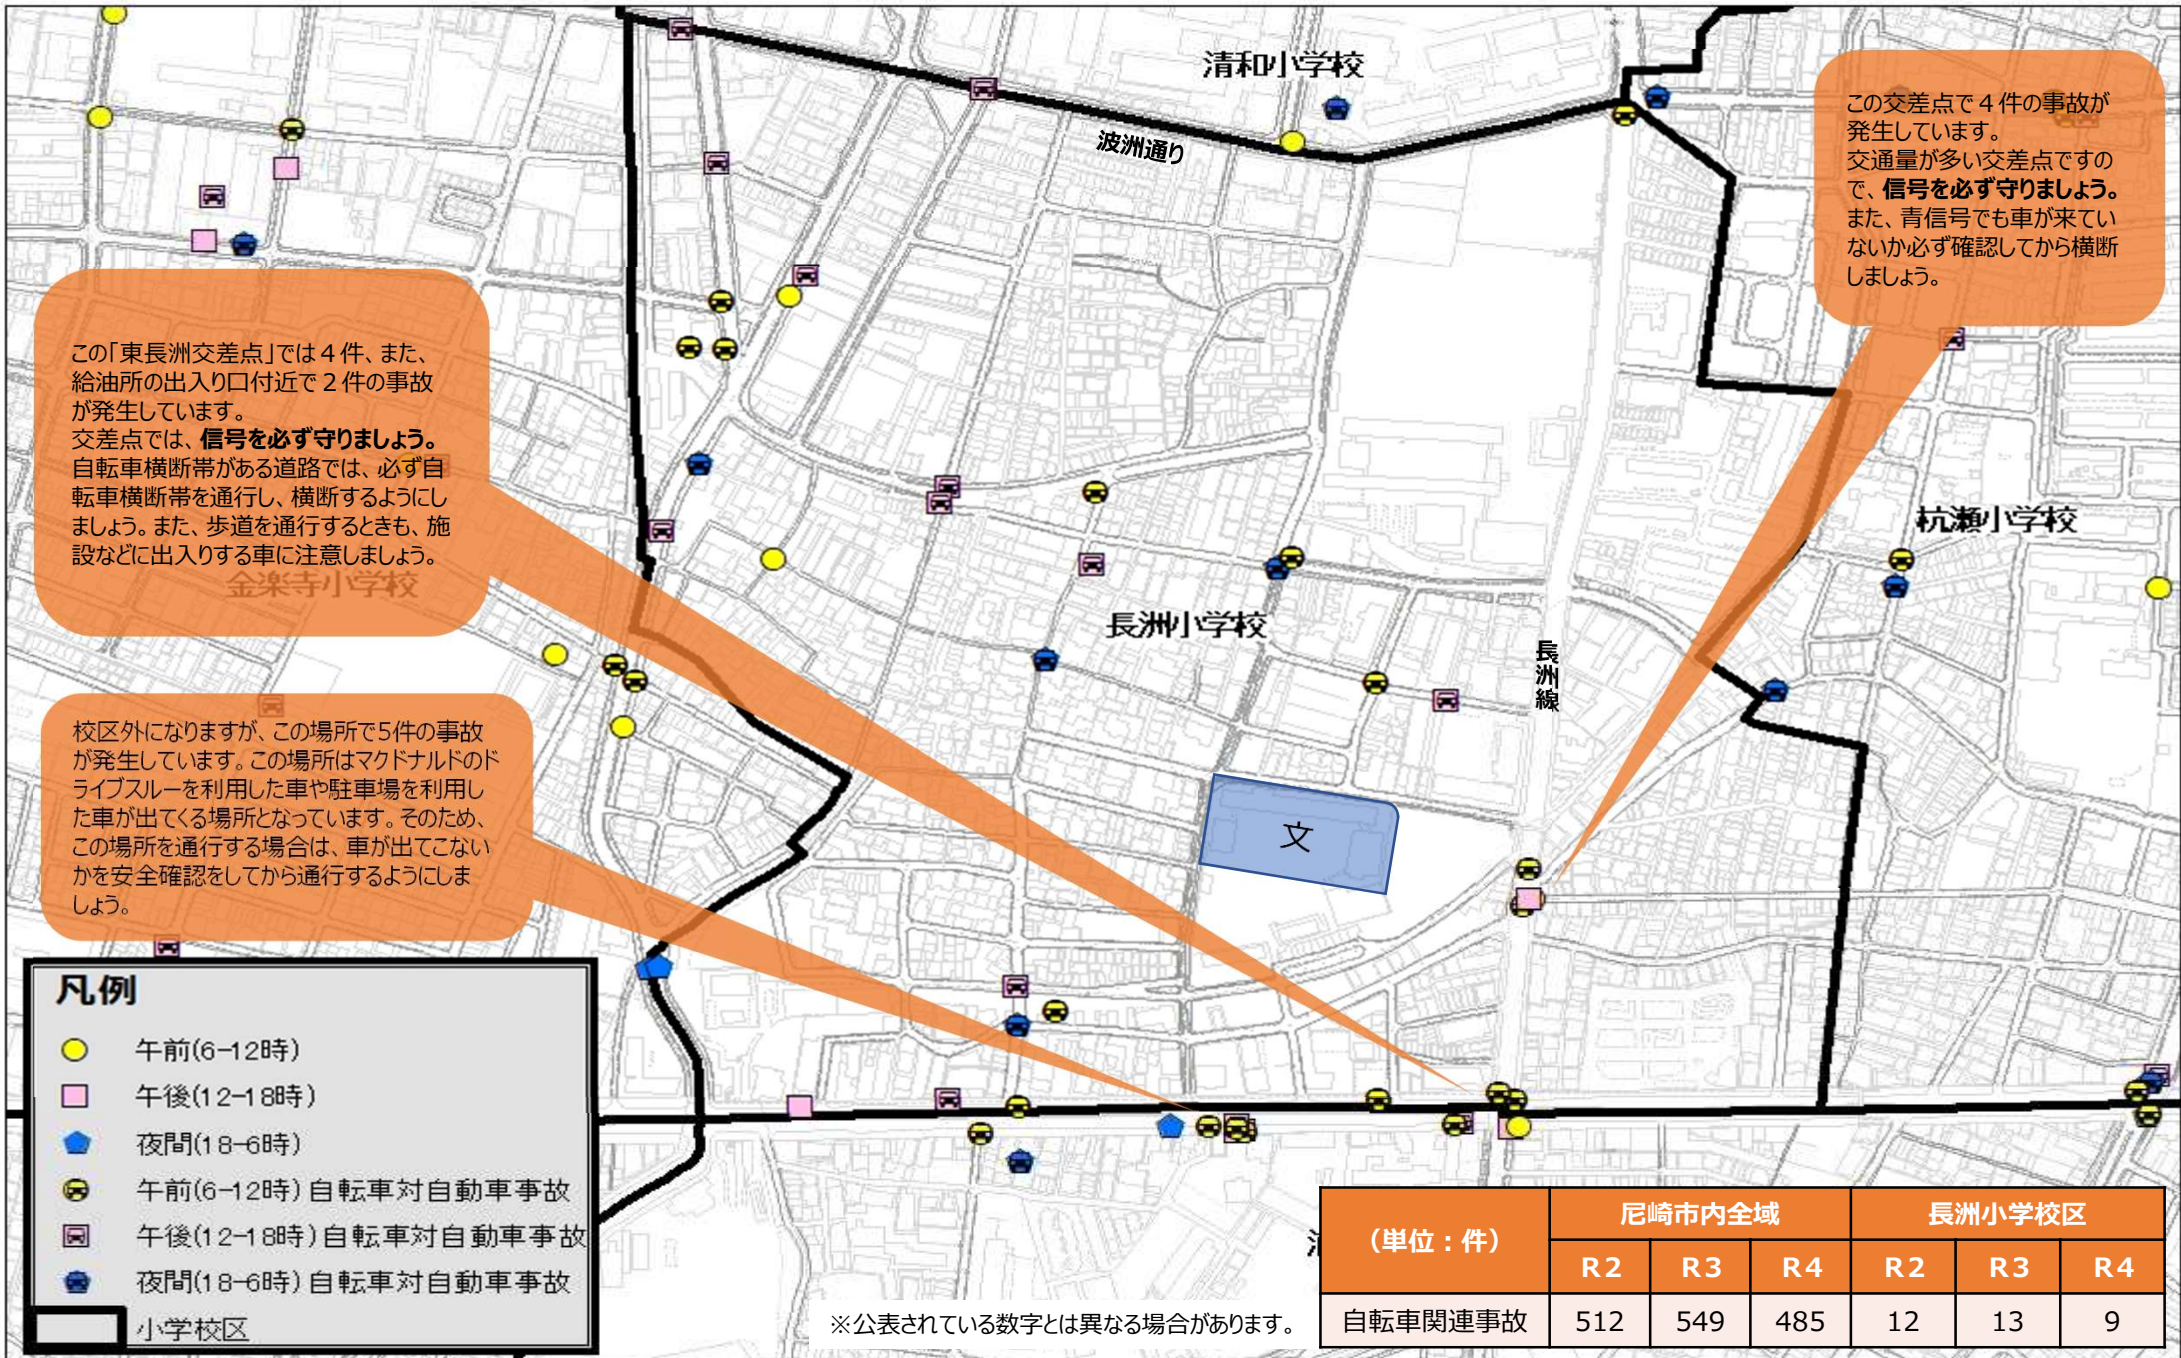 清和小学校
波洲通り
この交差点で４件の事故が
発生しています。
交通量が多い交差点ですの
で、信号を必ず守りましょう。
また、青信号でも車が来てい
ないか必ず確認してから横断
しましょう。
この「東長洲交差点」では４件、また、
給油所の出入り口付近で２件の事故
が発生しています。
交差点では、信号を必ず守りましょう。
自転車横断帯がある道路では、必ず自
転車横断帯を通行し、横断するようにし
ましょう。また、歩道を通行するときも、施
設などに出入りする車に注意しましょう。
金楽寺小学校
杭瀬小学校
長洲小学校
長洲線
校区外になりますが、この場所で5件の事故
が発生しています。この場所はマクドナルドのド
ライブスルーを利用した車や駐車場を利用し
た車が出てくる場所となっています。そのため、
この場所を通行する場合は、車が出てこない
かを安全確認をしてから通行するようにしま
しょう。
文
凡例
午前(6-12時)
午後(12-18時)
夜間(18-6時)
午前(6-12時)自転車対自動車事故
午後(12-18時)自転車対自動車事故
夜間(18-6時)自転車対自動車事故
小学校区
※公表されている数字とは異なる場合があります。
（単位：件） 尼崎市内全域 長洲小学校区
R2 R3 R4 R2 R3 R4
自転車関連事故 512 549 485 12 13 9